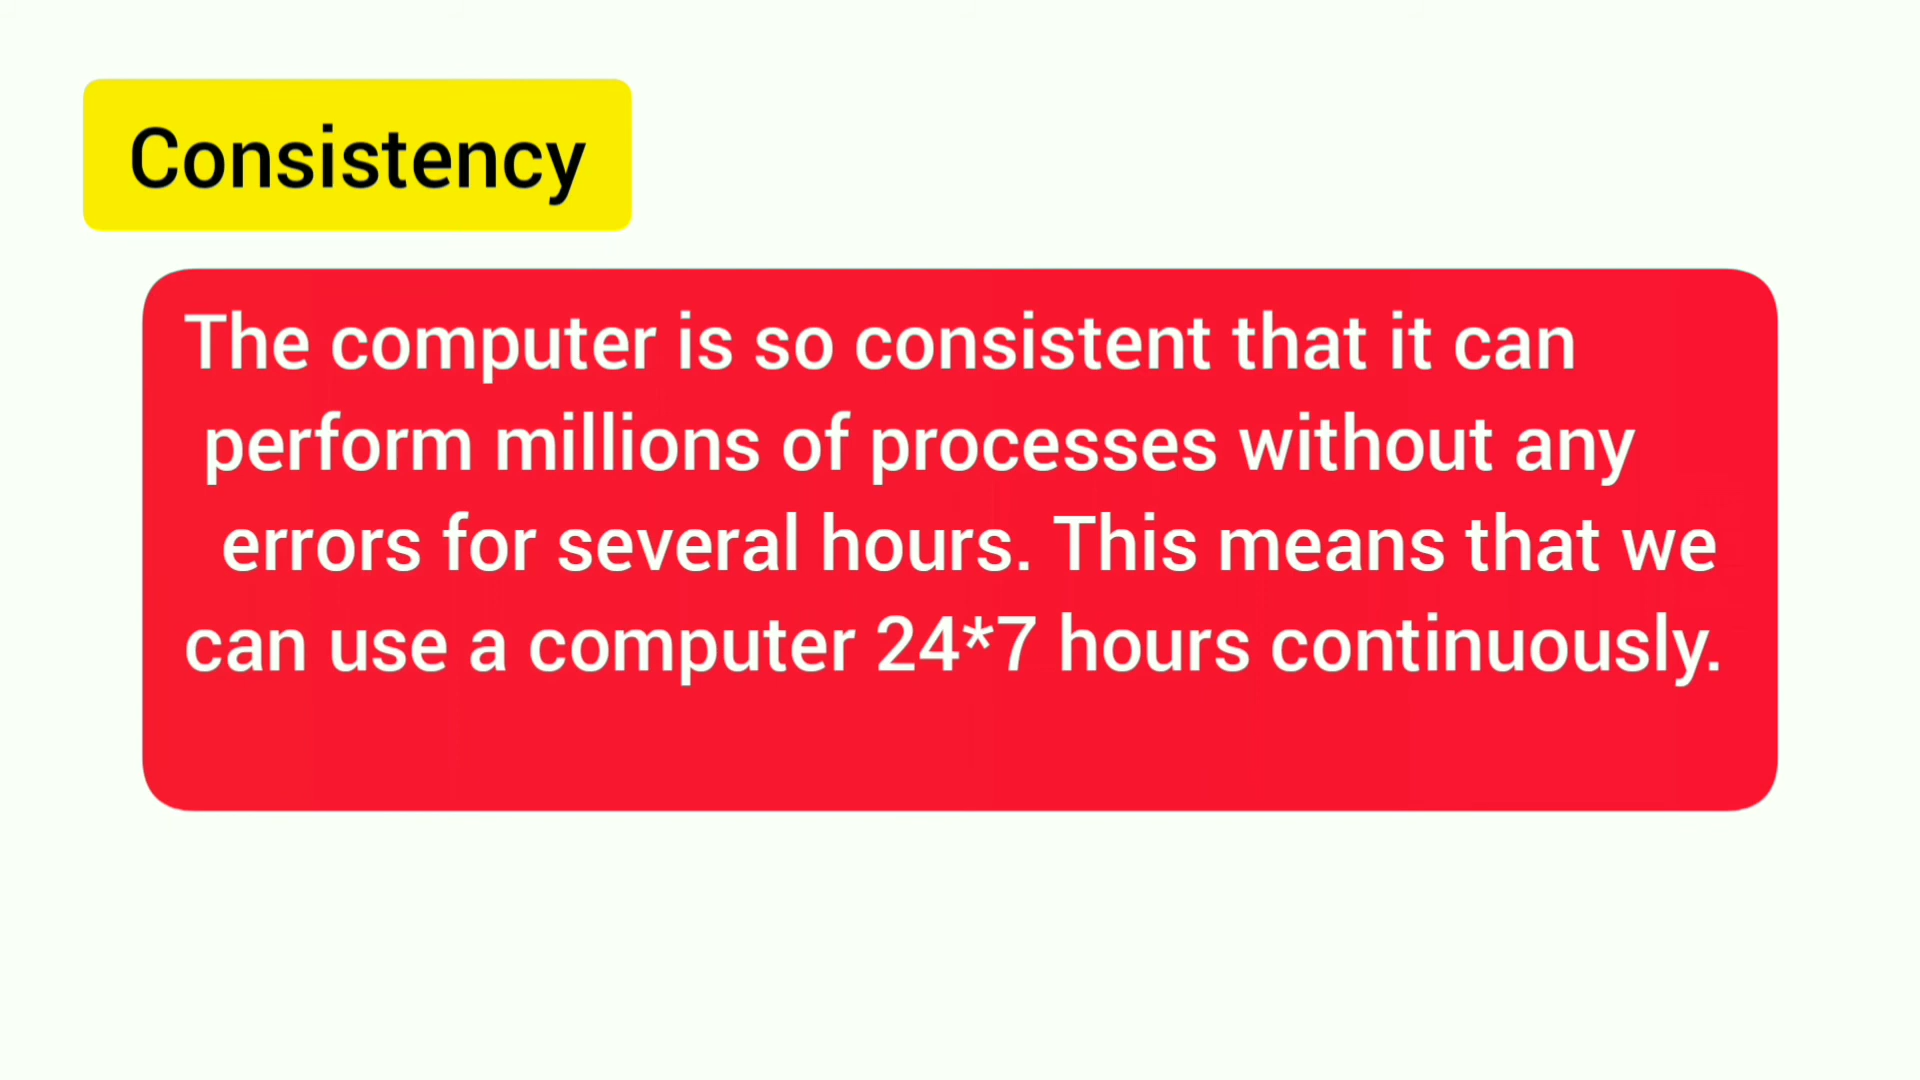 Consistency
The computer is so consistent that it can
perform millions of processes without any
errors for several hours. This means that we
can use a computer 24*7 hours continuously.